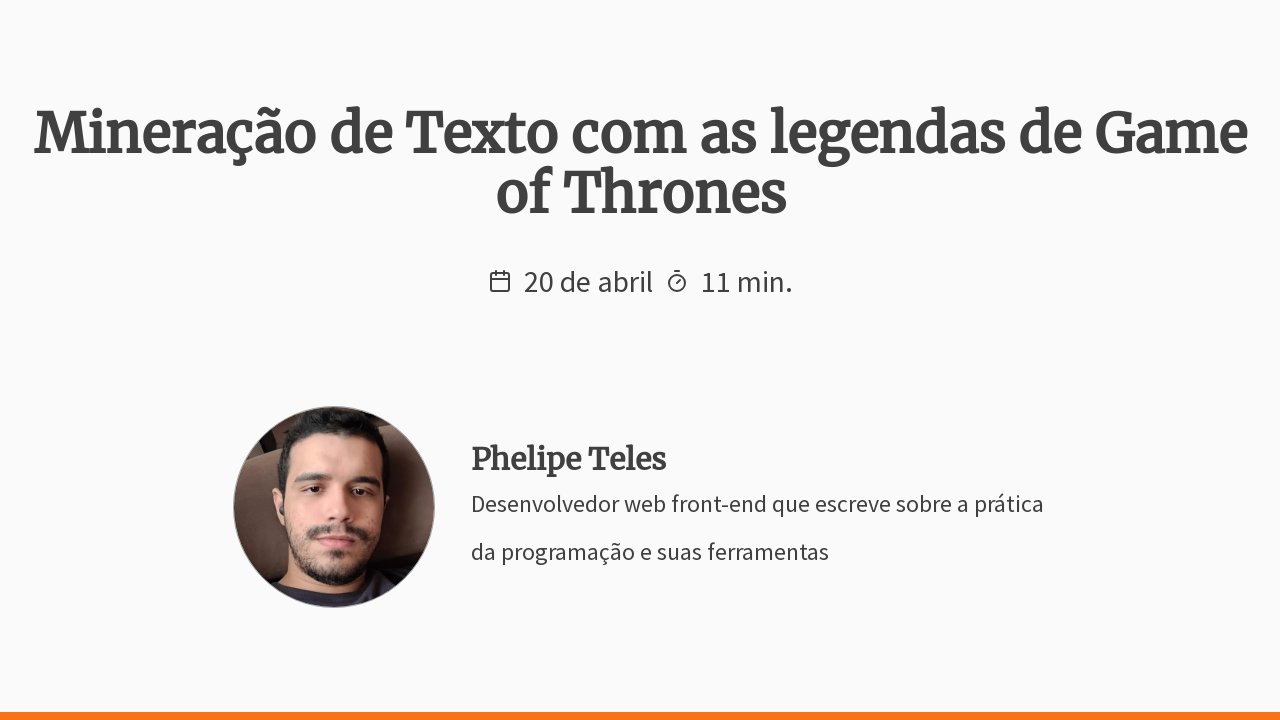 Mineração de Texto com as legendas de Game
of Thrones
20 de abril 11 min.
Phelipe Teles
Desenvolvedor web front-end que escreve sobre a prática
da programação e suas ferramentas